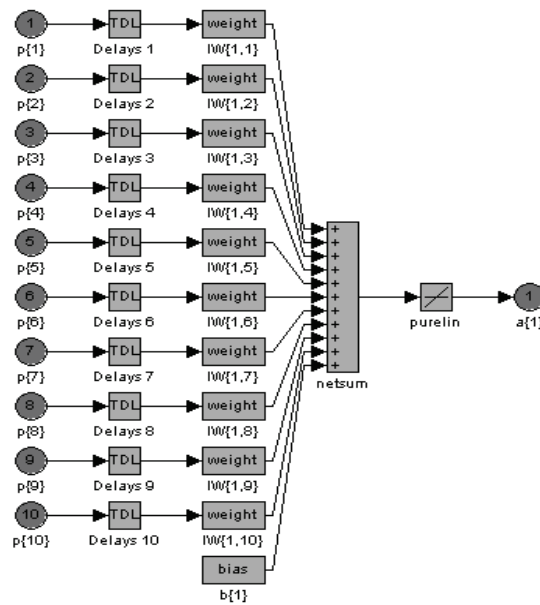 1 TDL weight
p{1} Delays 1 IW{1,1}
2 TDL weight
p{2} Delays 2 IW{1,2}
3 TDL weight
p{3} Delays 3 IW{1,3}
4 TDL weight
p{4} Delays 4 IW{1,4}
5 TDL weight
p{5} Delays 5 IW{1,5}
6 TDL weight
p{6} Delays 6 IW{1,6}
7 TDL weight
p{7} Delays 7 IW{1,7}
8 TDL weight
p{8} Delays 8 IW{1,8}
9 TDL weight
p{9} Delays 9 IW{1,9}
10 TDL weight
p{10} Delays 10 IW{1,10}
bias
b{1}
+
+
+
+
+
+
+
+
+
+
+
netsum
purelin
1
a{1}